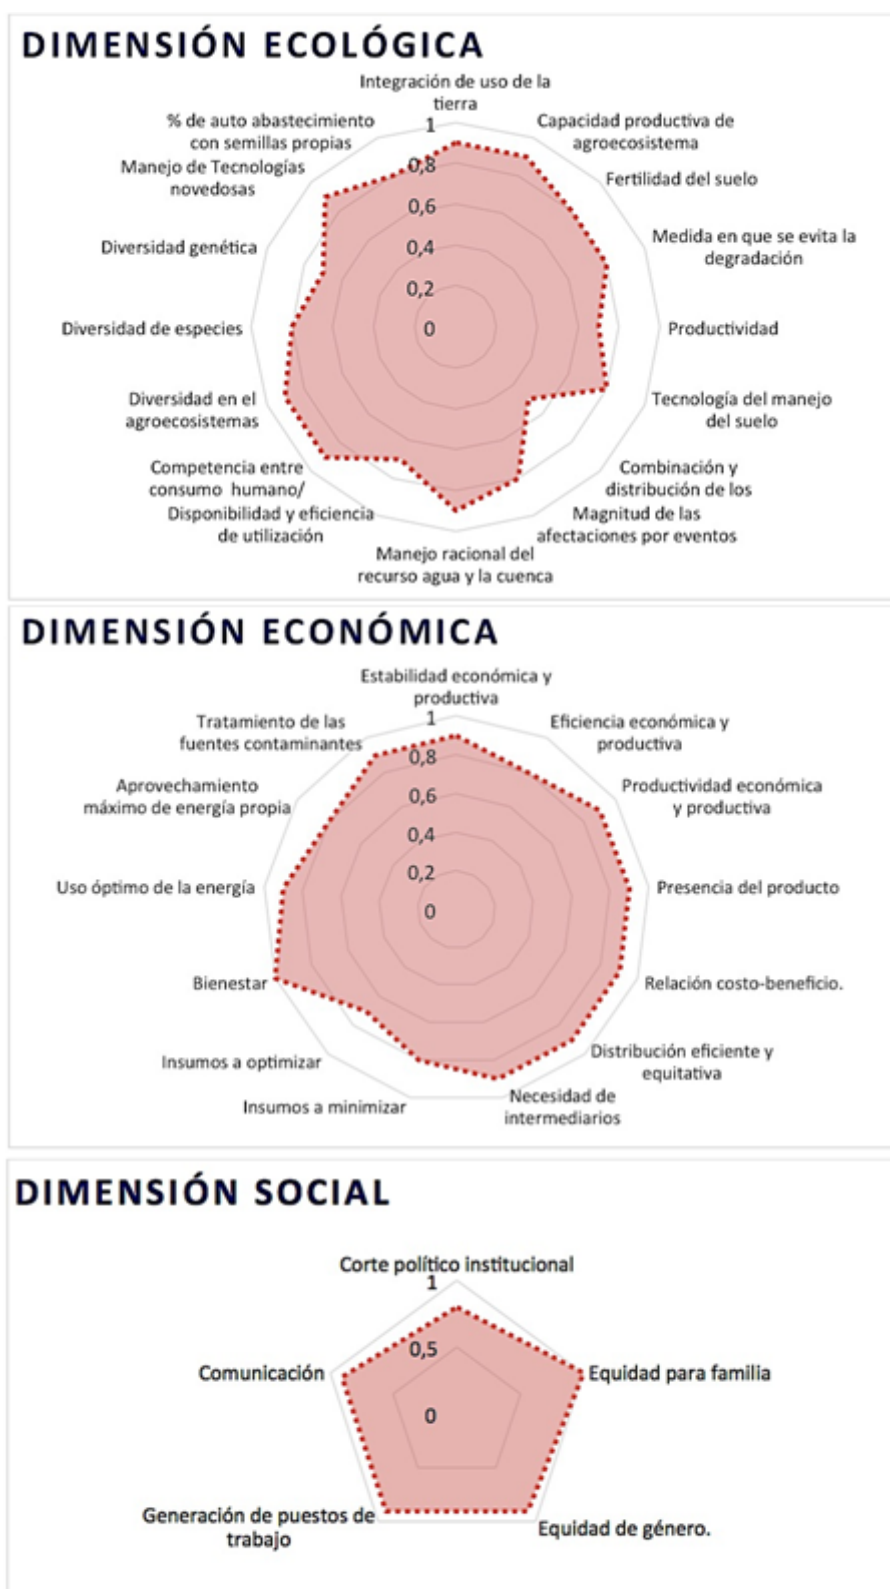 DIMENSIÓN ECOLÓGICA
Integración de uso de la
tierra
% de auto abastecimiento
con semillas propias
Capacidad productiva de
agroecosistema
Manejo de Tecnologías
novedosas
Fertilidad del suelo
Diversidad genética
Medida en que se evita la
degradación
Diversidad de especies
Productividad
Diversidad en el
agroecosistemas
Tecnología del manejo
del suelo
Competencia entre
consumo humano/
Combinación y
distribución de los
Disponibilidad y eficiencia
de utilización
Magnitud de las
afectaciones por eventos
Manejo racional del
recurso agua y la cuenca
1
0,8
0,6
0,4
0,2
0
DIMENSIÓN ECONÓMICA
Estabilidad económica y
productiva
Tratamiento de las
fuentes contaminantes
Eficiencia económica y
productiva
Aprovechamiento
máximo de energía propia
Productividad económica
y productiva
Uso óptimo de la energía
Presencia del producto
Bienestar
Relación costo-beneficio.
Insumos a optimizar
Distribución eficiente y
equitativa
Insumos a minimizar
Necesidad de
intermediarios
1
0,8
0,6
0,4
0,2
0
DIMENSIÓN SOCIAL
Corte político institucional
1
0,5
0
Comunicación
Equidad para familia
Generación de puestos de
trabajo
Equidad de género.